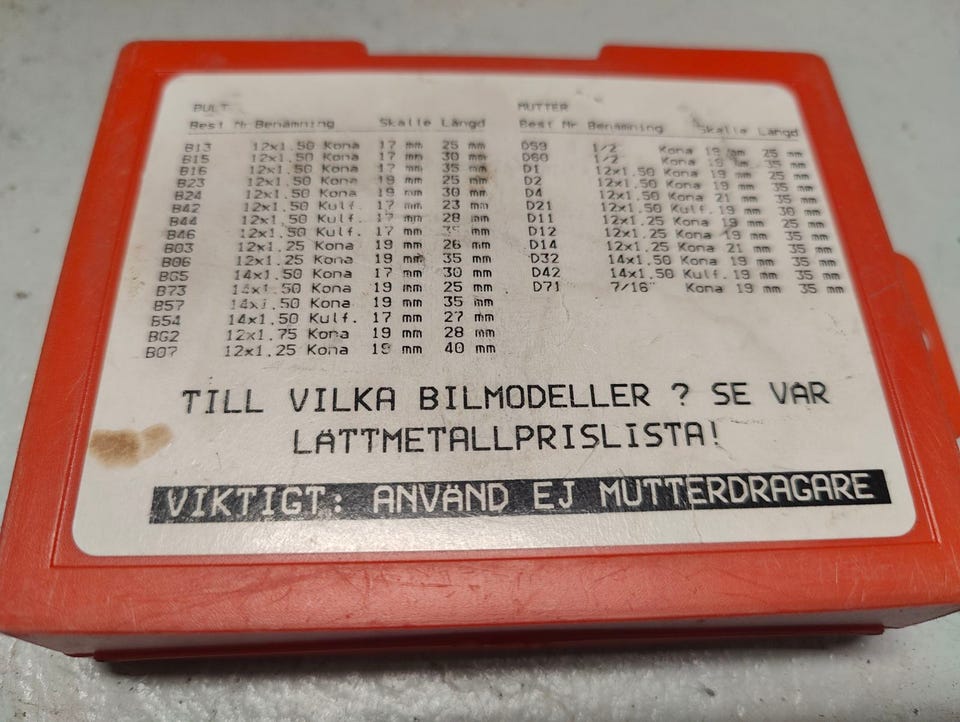 BULT
Best Nr Benämning Skalle Längd
B13 12x1.50 Kona 17 mm 25 mm
B15 12x1.50 Kona 17 mm 30 mm
B16 12x1.50 Kona 17 mm 35 mm
B23 12x1.50 Kona 19 mm 25 mm
B24 12x1.50 Kona 19 mm 30 mm
B42 12x1.50 Kulf. 17 mm 23 mm
B44 12x1.50 Kulf. 17 mm 28 mm
B46 12x1.50 Kulf. 17 mm 35 mm
B03 12x1.25 Kona 19 mm 26 mm
B06 12x1.25 Kona 19 mm 35 mm
BG5 14x1.50 Kona 17 mm 30 mm
B73 14x1.50 Kona 19 mm 25 mm
B57 14x1.50 Kona 19 mm 35 mm
B54 14x1.50 Kulf. 17 mm 27 mm
BG2 12x1.75 Kona 19 mm 28 mm
B07 12x1.25 Kona 19 mm 40 mm
MUTTER
Best Nr Benämning Skalle Längd
D59 1/2 Kona 19 mm 25 mm
D60 1/2 Kona 19 mm 35 mm
D1 12x1.50 Kona 19 mm 25 mm
D2 12x1.50 Kona 19 mm 35 mm
D4 12x1.50 Kona 21 mm 35 mm
D21 12x1.50 Kulf. 19 mm 30 mm
D11 12x1.25 Kona 19 mm 25 mm
D12 12x1.25 Kona 19 mm 35 mm
D14 12x1.25 Kona 21 mm 35 mm
D32 14x1.50 Kona 19 mm 35 mm
D42 14x1.50 Kulf. 19 mm 35 mm
D71 7/16" Kona 19 mm 35 mm
TILL VILKA BILMODELLER ? SE VÅR
LÄTTMETALLPRISLISTA!
VIKTIGT: ANVÄND EJ MUTTERDRAGARE